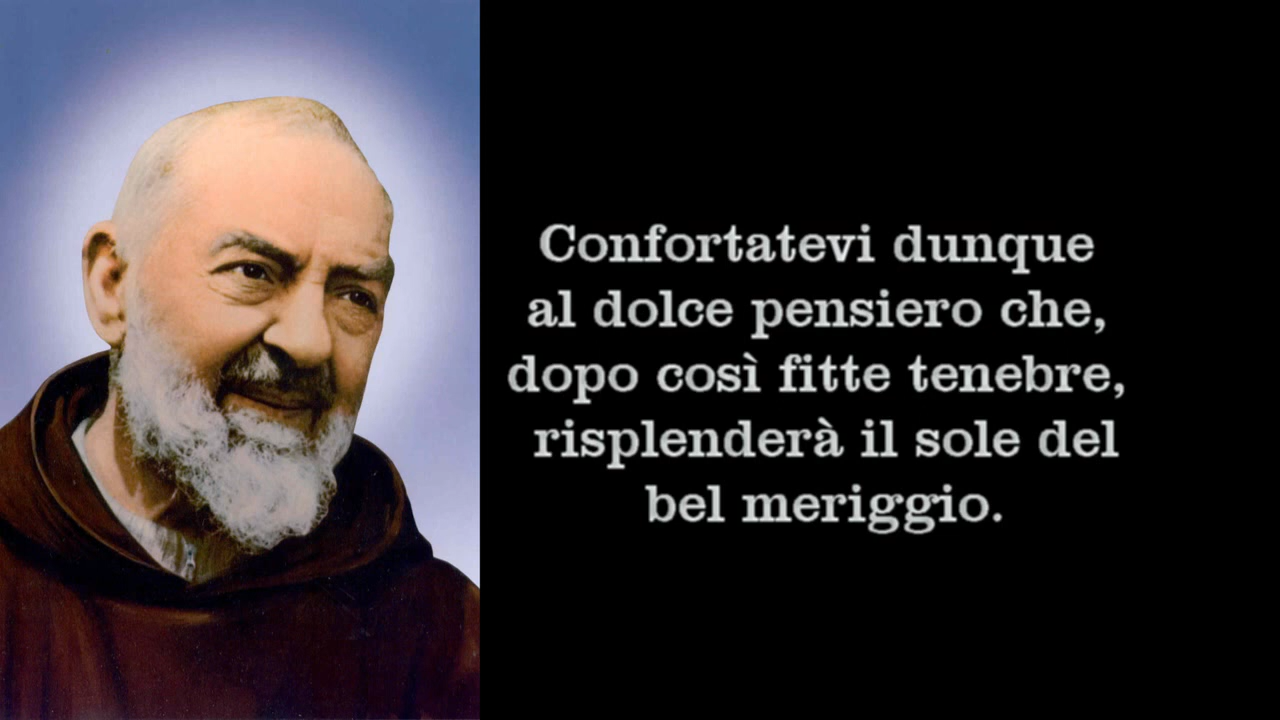 Confortatevi dunque
al dolce pensiero che,
dopo così fitte tenebre,
risplenderà il sole del
bel meriggio.